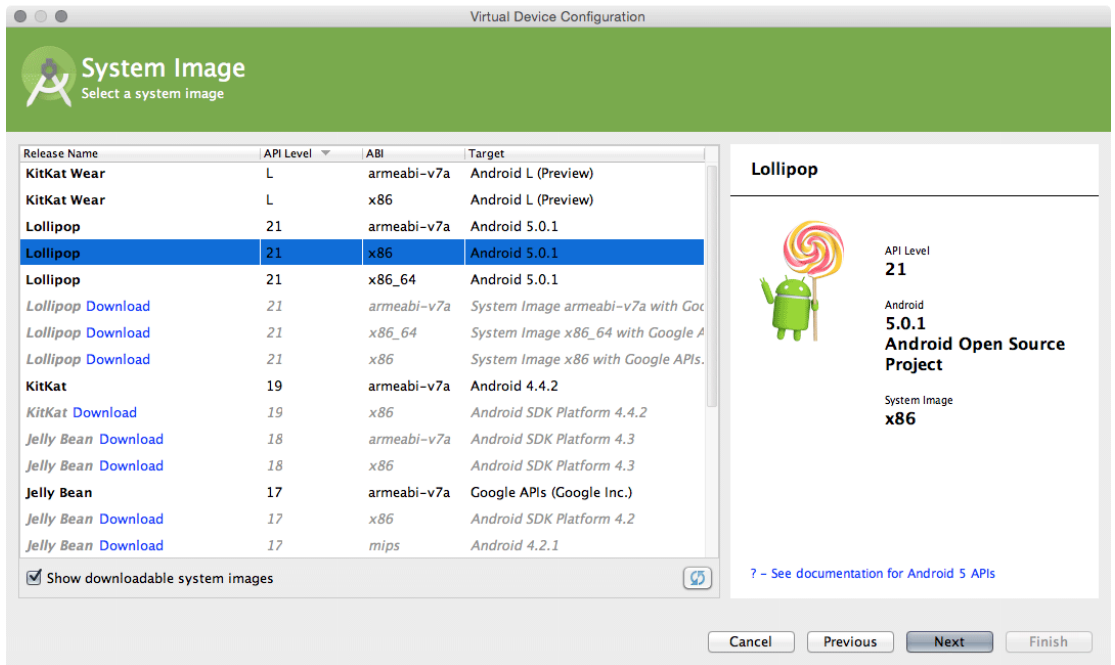 Virtual Device Configuration
System Image
Select a system image
Release Name API Level ABI Target
KitKat Wear L armeabi-v7a Android L (Preview)
KitKat Wear L x86 Android L (Preview)
Lollipop 21 armeabi-v7a Android 5.0.1
Lollipop 21 x86 Android 5.0.1
Lollipop 21 x86_64 Android 5.0.1
Lollipop Download 21 armeabi-v7a System Image armeabi-v7a with Goo
Lollipop Download 21 x86_64 System Image x86_64 with Google A
Lollipop Download 21 x86 System Image x86 with Google APIs.
KitKat 19 armeabi-v7a Android 4.4.2
KitKat Download 19 x86 Android SDK Platform 4.4.2
Jelly Bean Download 18 armeabi-v7a Android SDK Platform 4.3
Jelly Bean Download 18 x86 Android SDK Platform 4.3
Jelly Bean 17 armeabi-v7a Google APIs (Google Inc.)
Jelly Bean Download 17 x86 Android SDK Platform 4.2
Jelly Bean Download 17 mips Android 4.2.1
Show downloadable system images
Lollipop
API Level
21
Android
5.0.1
Android Open Source
Project
System Image
x86
? - See documentation for Android 5 APIs
Cancel Previous Next Finish